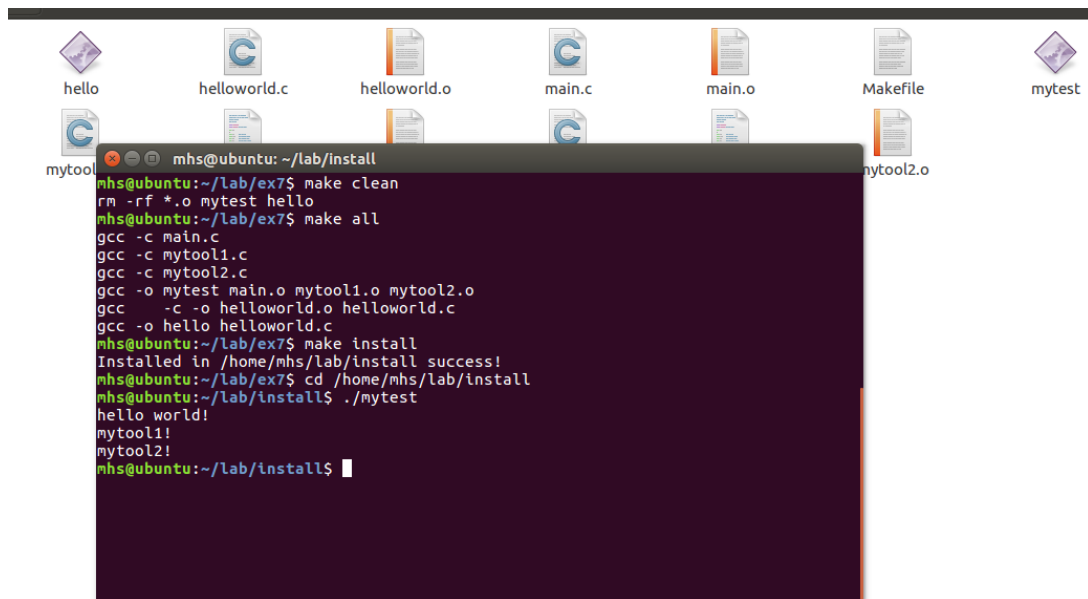 hello
helloworld.c
helloworld.o
main.c
main.o
Makefile
mytest
mytool
mytool2.o
mhs@ubuntu: ~/lab/install
mhs@ubuntu:~/lab/ex7$ make clean
rm -rf *.o mytest hello
mhs@ubuntu:~/lab/ex7$ make all
gcc -c main.c
gcc -c mytool1.c
gcc -c mytool2.c
gcc -o mytest main.o mytool1.o mytool2.o
gcc    -c -o helloworld.o helloworld.c
gcc -o hello helloworld.c
mhs@ubuntu:~/lab/ex7$ make install
Installed in /home/mhs/lab/install success!
mhs@ubuntu:~/lab/ex7$ cd /home/mhs/lab/install
mhs@ubuntu:~/lab/install$ ./mytest
hello world!
mytool1!
mytool2!
mhs@ubuntu:~/lab/install$